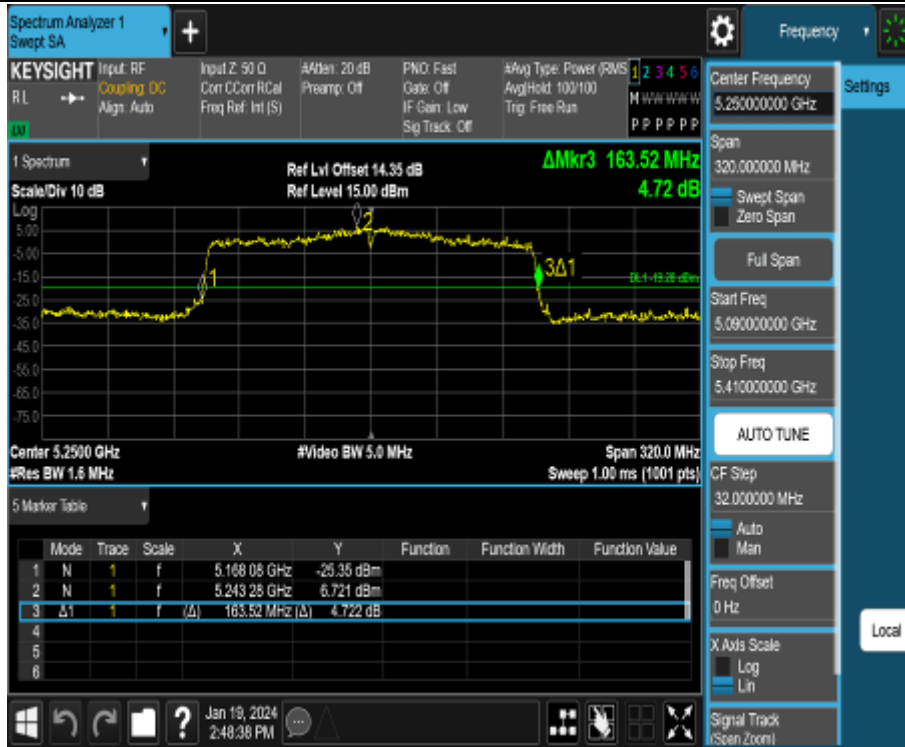 Spectrum Analyzer 1
Swept SA
+
Frequency
KEYSIGHT
RL
Input: RF
Coupling: DC
Align: Auto
Input Z: 50 Ω
Corr CCorr RCal
Freq Ref: Int (S)
#Atten: 20 dB
Preamp: Off
PNO: Fast
Gate: Off
IF Gain: Low
Sig Track: Off
#Avg Type: Power (RMS
Avg|Hold: 100/100
Trig: Free Run
1 2 3 4 5 6
M W W W W W
P P P P P P
1 Spectrum
Scale/Div 10 dB
Log
Ref Lvl Offset 14.35 dB
Ref Level 15.00 dBm
ΔMkr3 163.52 MHz
4.72 dB
5.00
-5.00
-15.0
-25.0
-35.0
-45.0
-55.0
-65.0
-75.0
2
1
3Δ1
DL1 -19.28 dBm
Center 5.2500 GHz
#Res BW 1.6 MHz
#Video BW 5.0 MHz
Span 320.0 MHz
Sweep 1.00 ms (1001 pts)
5 Marker Table
Mode Trace Scale X Y Function Function Width Function Value
1 N 1 f 5.168 08 GHz -25.35 dBm
2 N 1 f 5.243 28 GHz 6.721 dBm
3 Δ1 1 f (Δ) 163.52 MHz (Δ) 4.722 dB
4
5
6
Jan 19, 2024
2:48:38 PM
Settings
Center Frequency
5.250000000 GHz
Span
320.000000 MHz
Swept Span
Zero Span
Full Span
Start Freq
5.090000000 GHz
Stop Freq
5.410000000 GHz
AUTO TUNE
CF Step
32.000000 MHz
Auto
Man
Freq Offset
0 Hz
X Axis Scale
Log
Lin
Signal Track
(Span Zoom)
Local